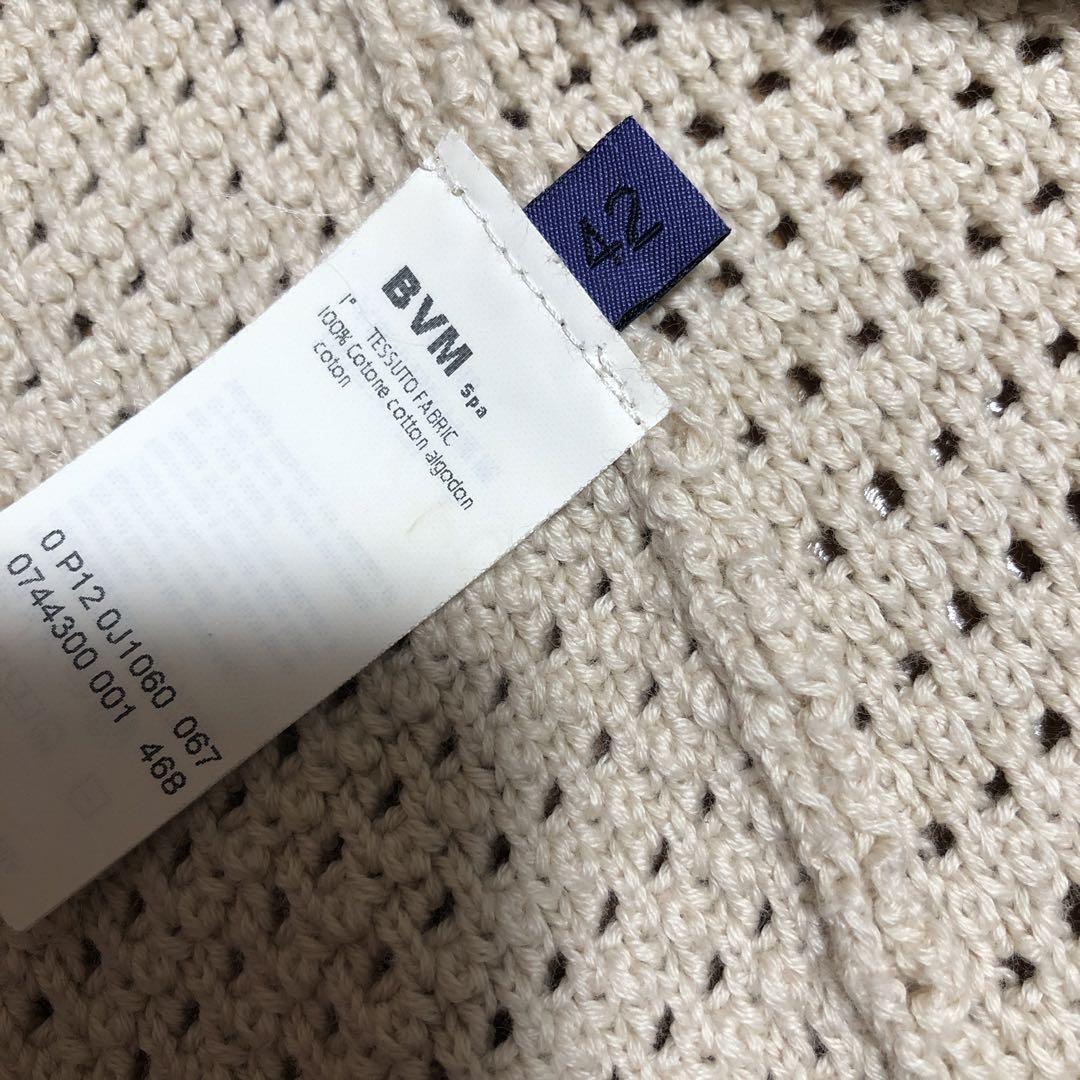 42
BVM spa
1° TESSUTO FABRIC
100% Cotone cotton algodon
coton
0 P12 0J1060 067
0744300 001 468